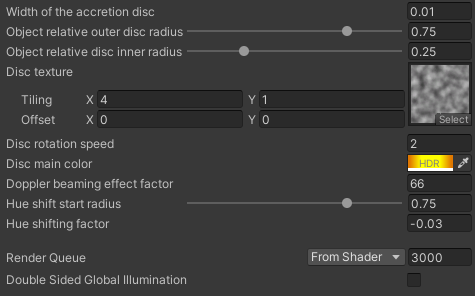 Width of the accretion disc 0.01
Object relative outer disc radius 0.75
Object relative disc inner radius 0.25
Disc texture
Tiling X 4 Y 1
Offset X 0 Y 0
Select
Disc rotation speed 2
Disc main color HDR
Doppler beaming effect factor 66
Hue shift start radius 0.75
Hue shifting factor -0.03
Render Queue From Shader 3000
Double Sided Global Illumination